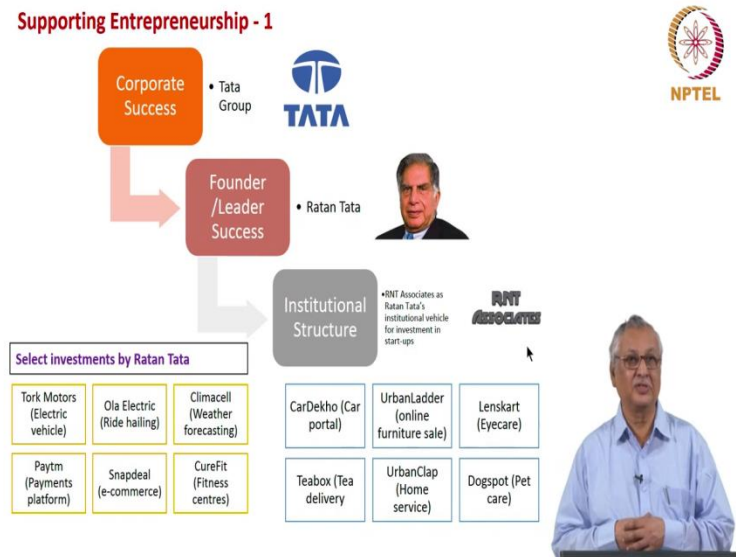 Supporting Entrepreneurship - 1
NPTEL
Corporate
Success
• Tata
Group
TATA
Founder
/Leader
Success
• Ratan Tata
Institutional
Structure
•RNT Associates as
Ratan Tata's
institutional vehicle
for investment in
start-ups
RNT
ASSOCIATES
Select investments by Ratan Tata
Tork Motors
(Electric
vehicle)
Ola Electric
(Ride hailing)
Climacell
(Weather
forecasting)
Paytm
(Payments
platform)
Snapdeal
(e-commerce)
CureFit
(Fitness
centres)
CarDekho (Car
portal)
UrbanLadder
(online
furniture sale)
Lenskart
(Eyecare)
Teabox (Tea
delivery
UrbanClap
(Home
service)
Dogspot (Pet
care)